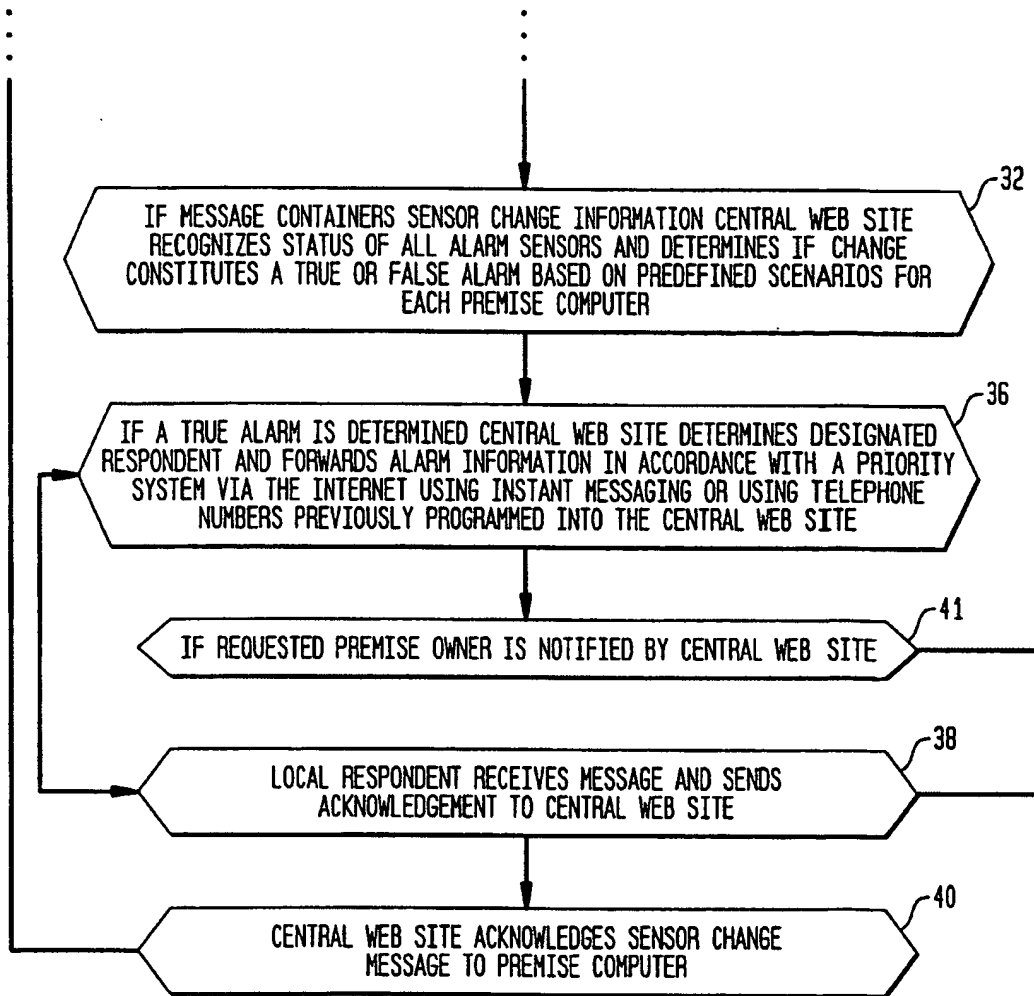 32
IF MESSAGE CONTAINERS SENSOR CHANGE INFORMATION CENTRAL WEB SITE
RECOGNIZES STATUS OF ALL ALARM SENSORS AND DETERMINES IF CHANGE
CONSTITUTES A TRUE OR FALSE ALARM BASED ON PREDEFINED SCENARIOS FOR
EACH PREMISE COMPUTER
36
IF A TRUE ALARM IS DETERMINED CENTRAL WEB SITE DETERMINES DESIGNATED
RESPONDENT AND FORWARDS ALARM INFORMATION IN ACCORDANCE WITH A PRIORITY
SYSTEM VIA THE INTERNET USING INSTANT MESSAGING OR USING TELEPHONE
NUMBERS PREVIOUSLY PROGRAMMED INTO THE CENTRAL WEB SITE
41
IF REQUESTED PREMISE OWNER IS NOTIFIED BY CENTRAL WEB SITE
38
LOCAL RESPONDENT RECEIVES MESSAGE AND SENDS
ACKNOWLEDGEMENT TO CENTRAL WEB SITE
40
CENTRAL WEB SITE ACKNOWLEDGES SENSOR CHANGE
MESSAGE TO PREMISE COMPUTER